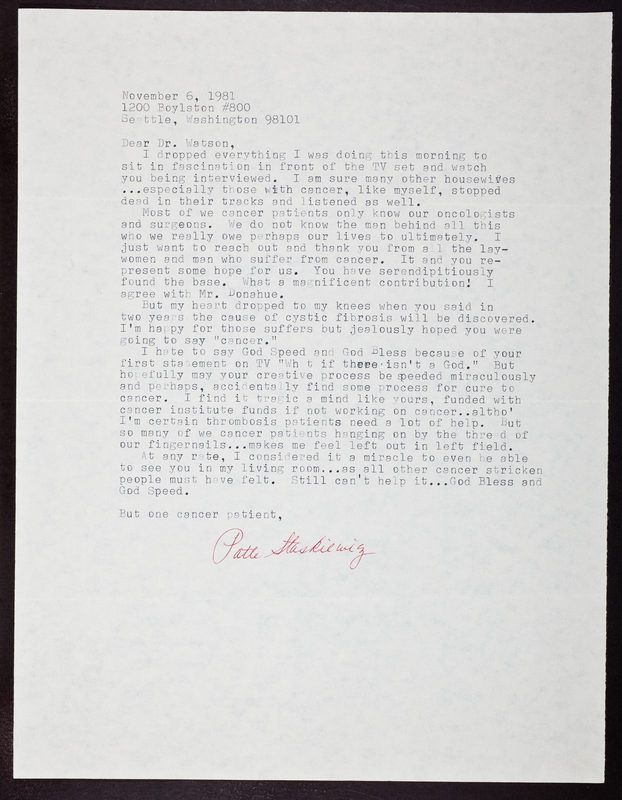 November 6, 1981
1200 Boylston #800
Seattle, Washington 98101
Dear Dr. Watson,
I dropped everything I was doing this morning to
sit in fascination in front of the TV set and watch
you being interviewed. I am sure many other housewives
...especially those with cancer, like myself, stopped
dead in their tracks and listened as well.
Most of we cancer patients only know our oncologists
and surgeons. We do not know the man behind all this
who we really owe perhaps our lives to ultimately. I
just want to reach out and thank you from all the lay-
women and man who suffer from cancer. It and you re-
present some hope for us. You have serendipitiously
found the base. What a magnificent contribution! I
agree with Mr. Donahue.
But my heart dropped to my knees when you said in
two years the cause of cystic fibrosis will be discovered.
I'm happy for those suffers but jealously hoped you were
going to say "cancer."
I hate to say God Speed and God Bless because of your
first statement on TV "What if there isn't a God." But
hopefully may your creative process be speeded miraculously
and perhaps, accidentally find some process for cure to
cancer. I find it tragic a mind like yours, funded with
cancer institute funds if not working on cancer..altho'
I'm certain thrombosis patients need a lot of help. But
so many of we cancer patients hanging on by the thread of
our fingernails...makes me feel left out in left field.
At any rate, I considered it a miracle to even be able
to see you in my living room...as all other cancer stricken
people must have felt. Still can't help it...God Bless and
God Speed.
But one cancer patient,
Patte Staskiewicz